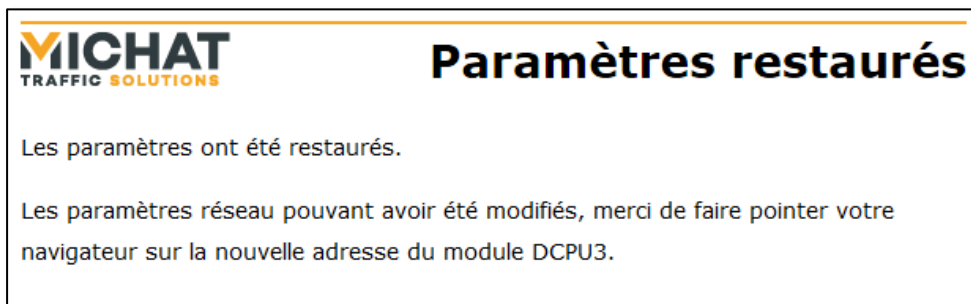 MICHAT
TRAFFIC SOLUTIONS
Paramètres restaurés
Les paramètres ont été restaurés.
Les paramètres réseau pouvant avoir été modifiés, merci de faire pointer votre
navigateur sur la nouvelle adresse du module DCPU3.